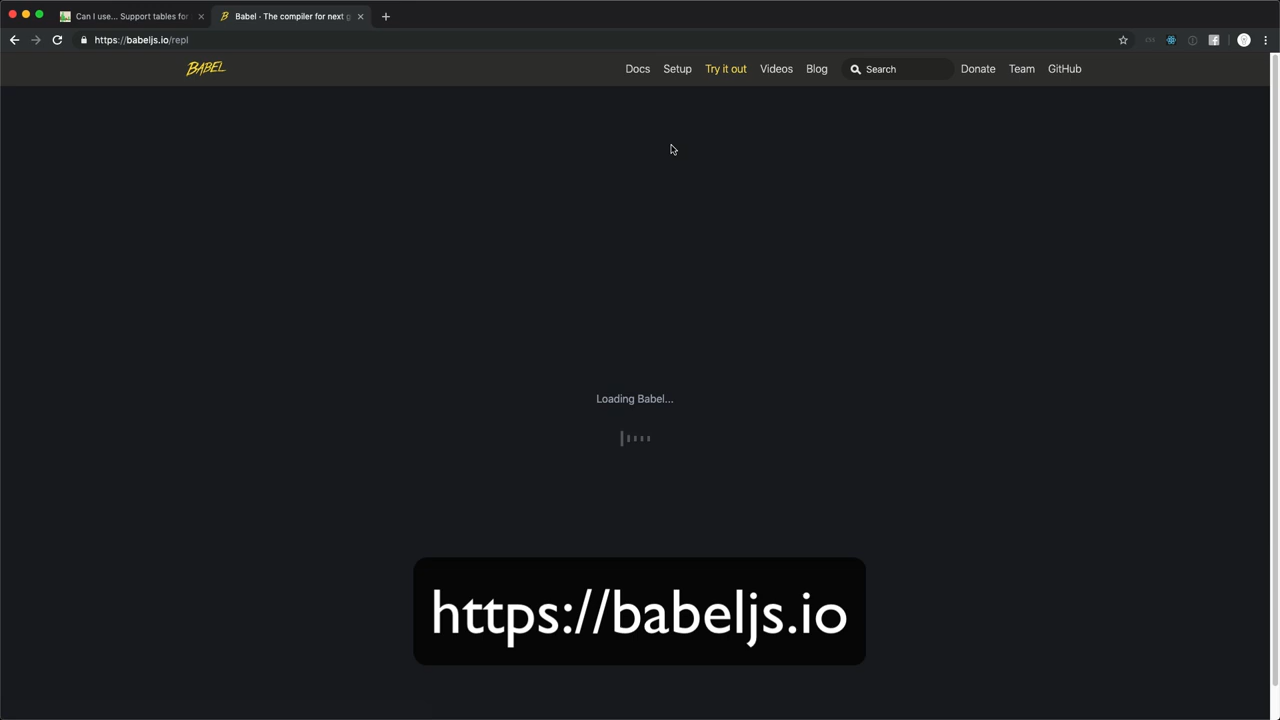 Can I use... Support tables for
Babel · The compiler for next g
https://babeljs.io/repl
BABEL
Docs
Setup
Try it out
Videos
Blog
Search
Donate
Team
GitHub
Loading Babel...
https://babeljs.io